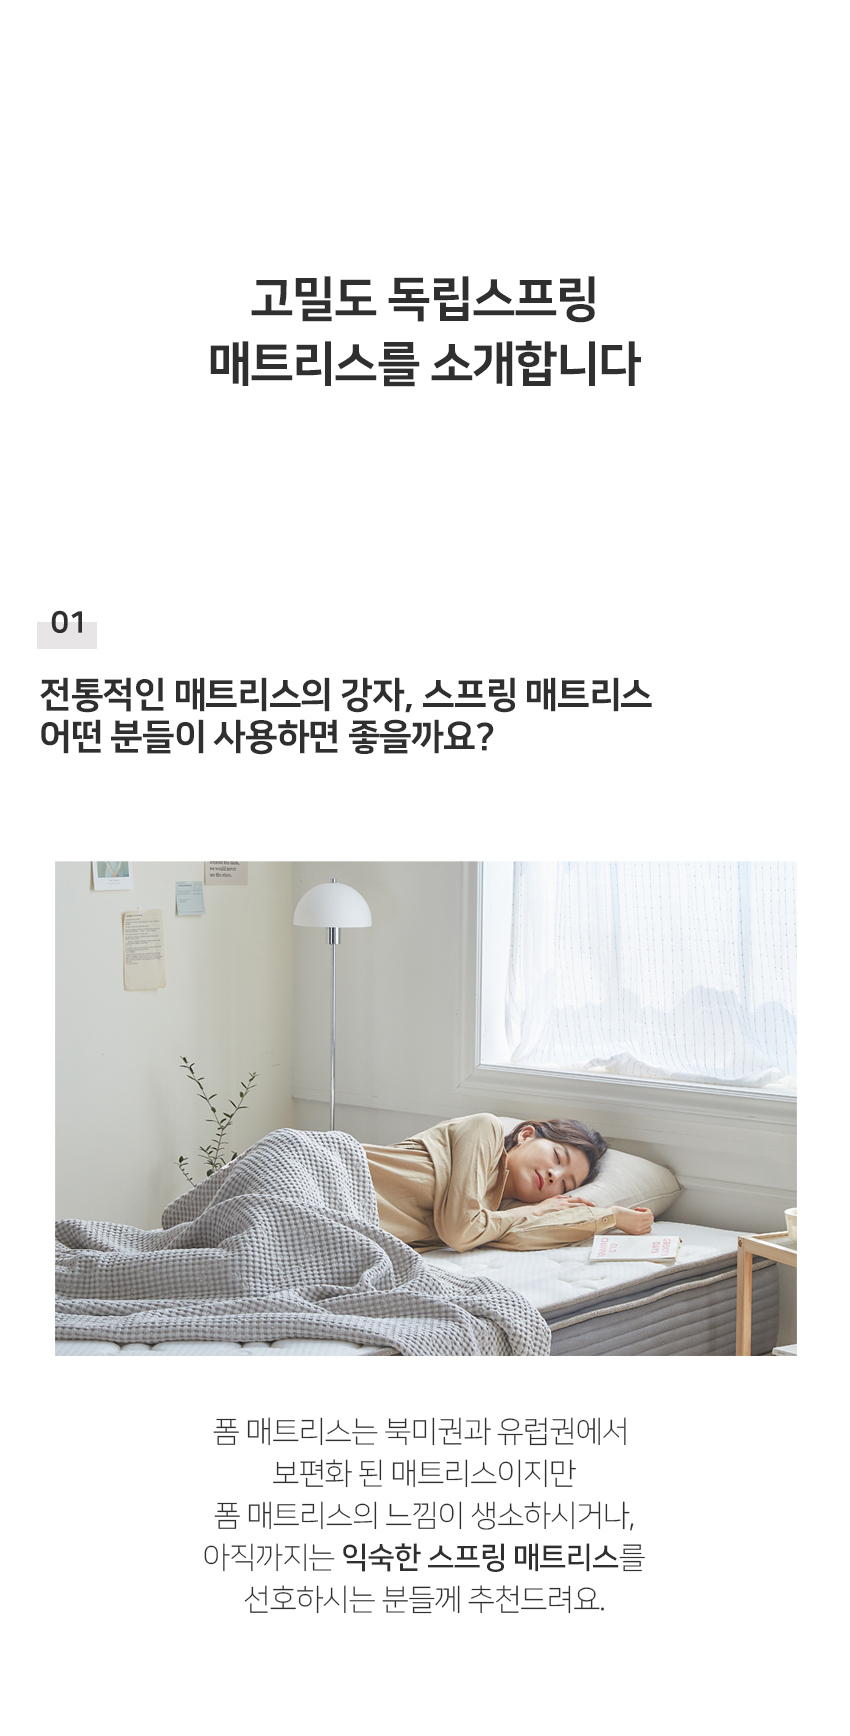 고밀도 독립스프링
매트리스를 소개합니다
01
전통적인 매트리스의 강자, 스프링 매트리스
어떤 분들이 사용하면 좋을까요?
폼 매트리스는 북미권과 유럽권에서
보편화 된 매트리스이지만
폼 매트리스의 느낌이 생소하시거나,
아직까지는 익숙한 스프링 매트리스를
선호하시는 분들께 추천드려요.